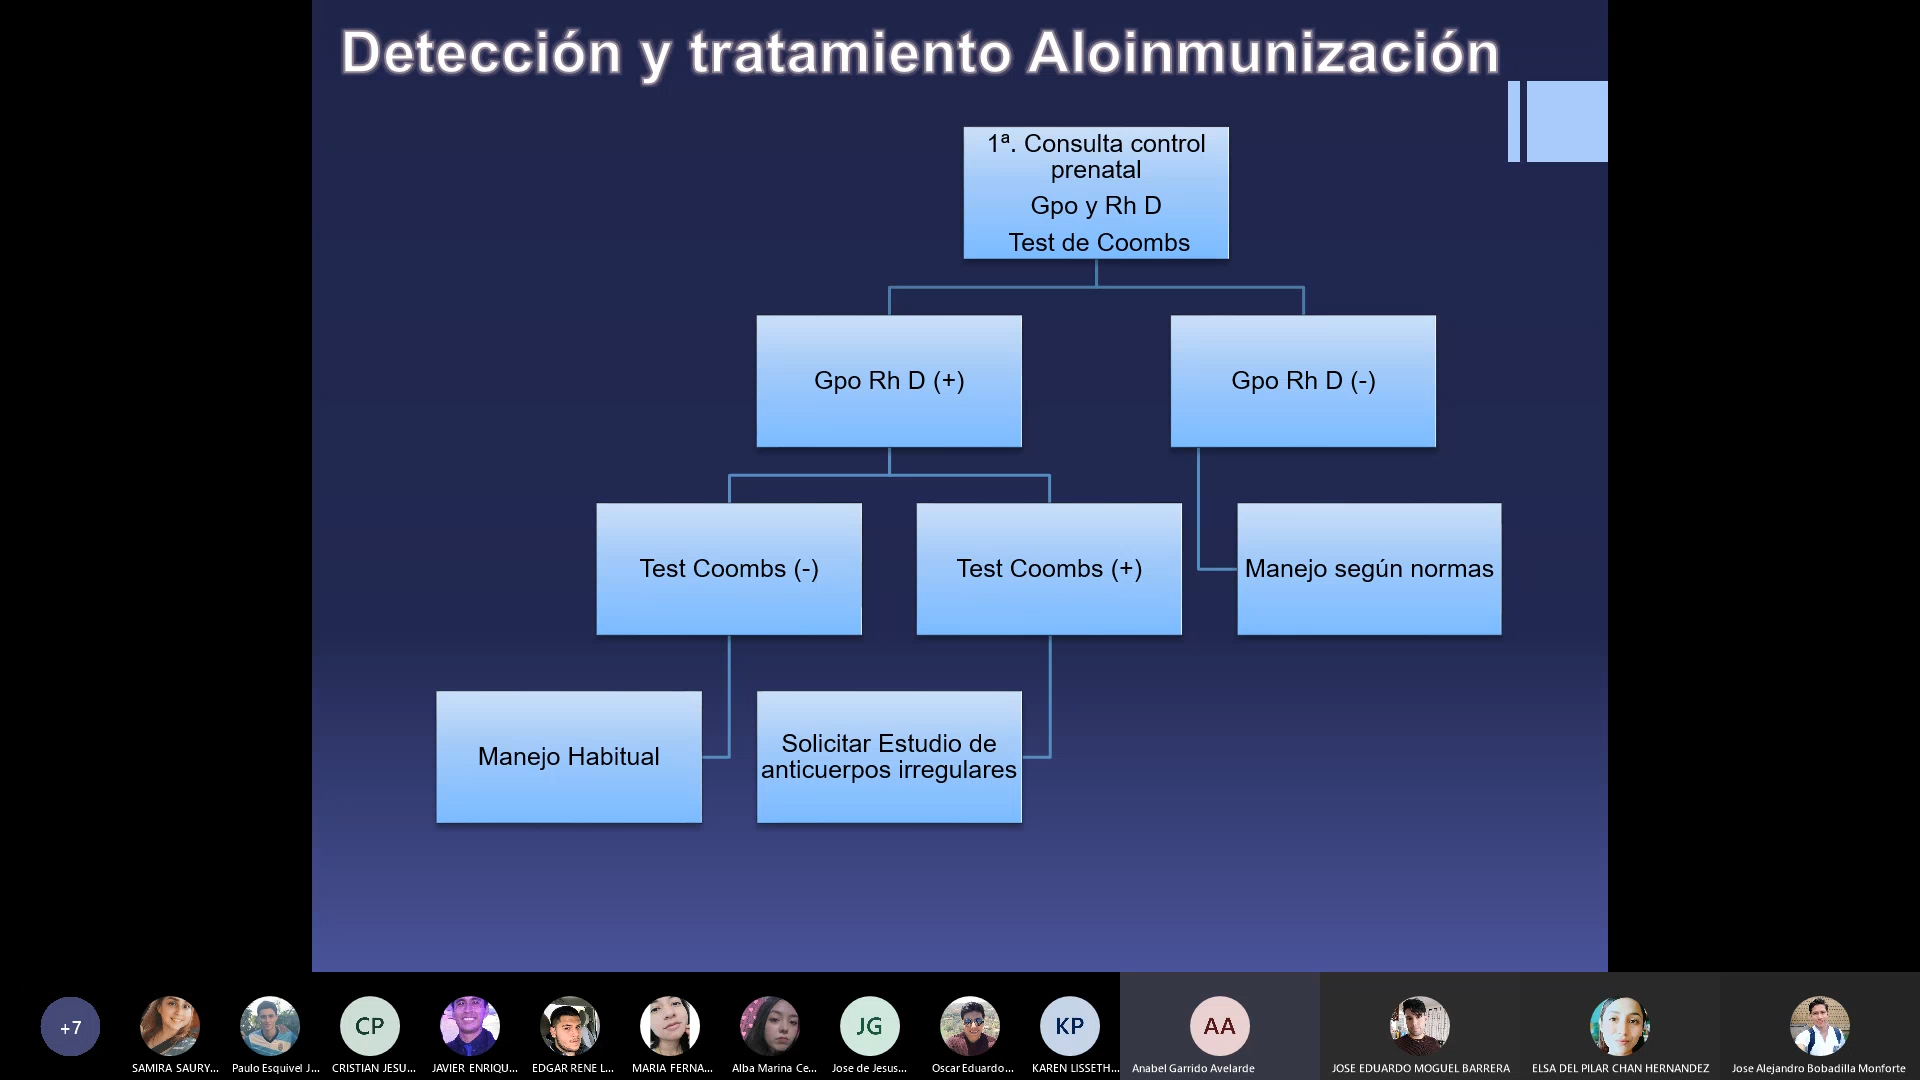 Detección y tratamiento Aloinmunización
1ª. Consulta control
prenatal
Gpo y Rh D
Test de Coombs
Gpo Rh D (+)
Gpo Rh D (-)
Test Coombs (-)
Test Coombs (+)
Manejo según normas
Manejo Habitual
Solicitar Estudio de
anticuerpos irregulares
+7
CP
JG
KP
AA
SAMIRA SAURY...
Paulo Esquivel J...
CRISTIAN JESU...
JAVIER ENRIQU...
EDGAR RENE L...
MARIA FERNA...
Alba Marina Ce...
Jose de Jesus...
Oscar Eduardo...
KAREN LISSETH...
Anabel Garrido Avelarde
JOSE EDUARDO MOGUEL BARRERA
ELSA DEL PILAR CHAN HERNANDEZ
Jose Alejandro Bobadilla Monforte